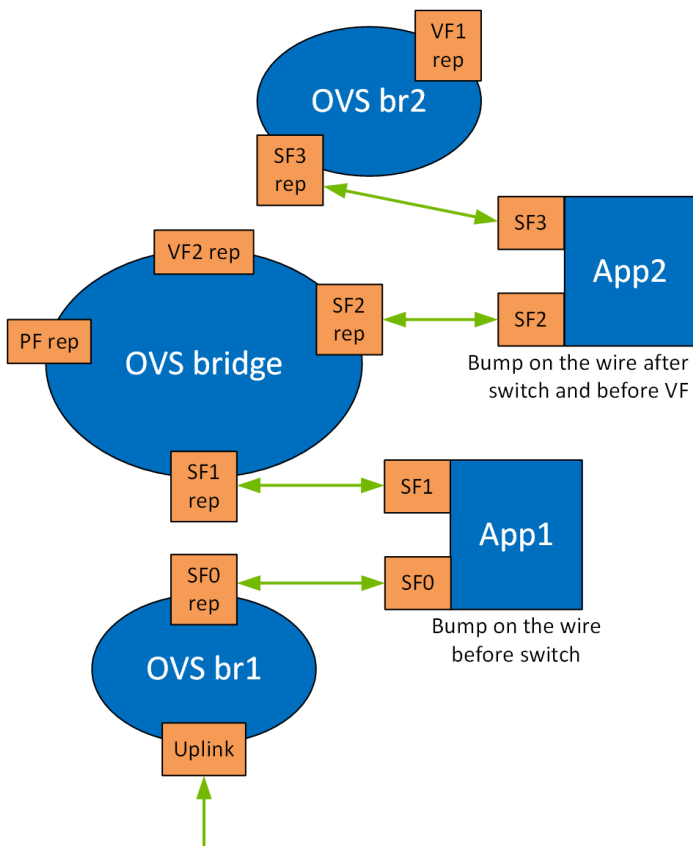 VF1
rep
OVS br2
SF3
rep
SF3
App2
VF2 rep
SF2
rep
SF2
PF rep
OVS bridge
Bump on the wire after
switch and before VF
SF1
rep
SF1
App1
SF0
rep
SF0
Bump on the wire
before switch
OVS br1
Uplink